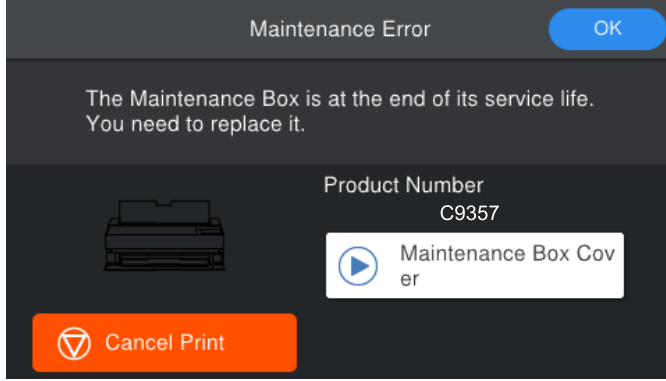 Maintenance Error
OK
The Maintenance Box is at the end of its service life.
You need to replace it.
Product Number
C9357
Maintenance Box Cov
er
Cancel Print